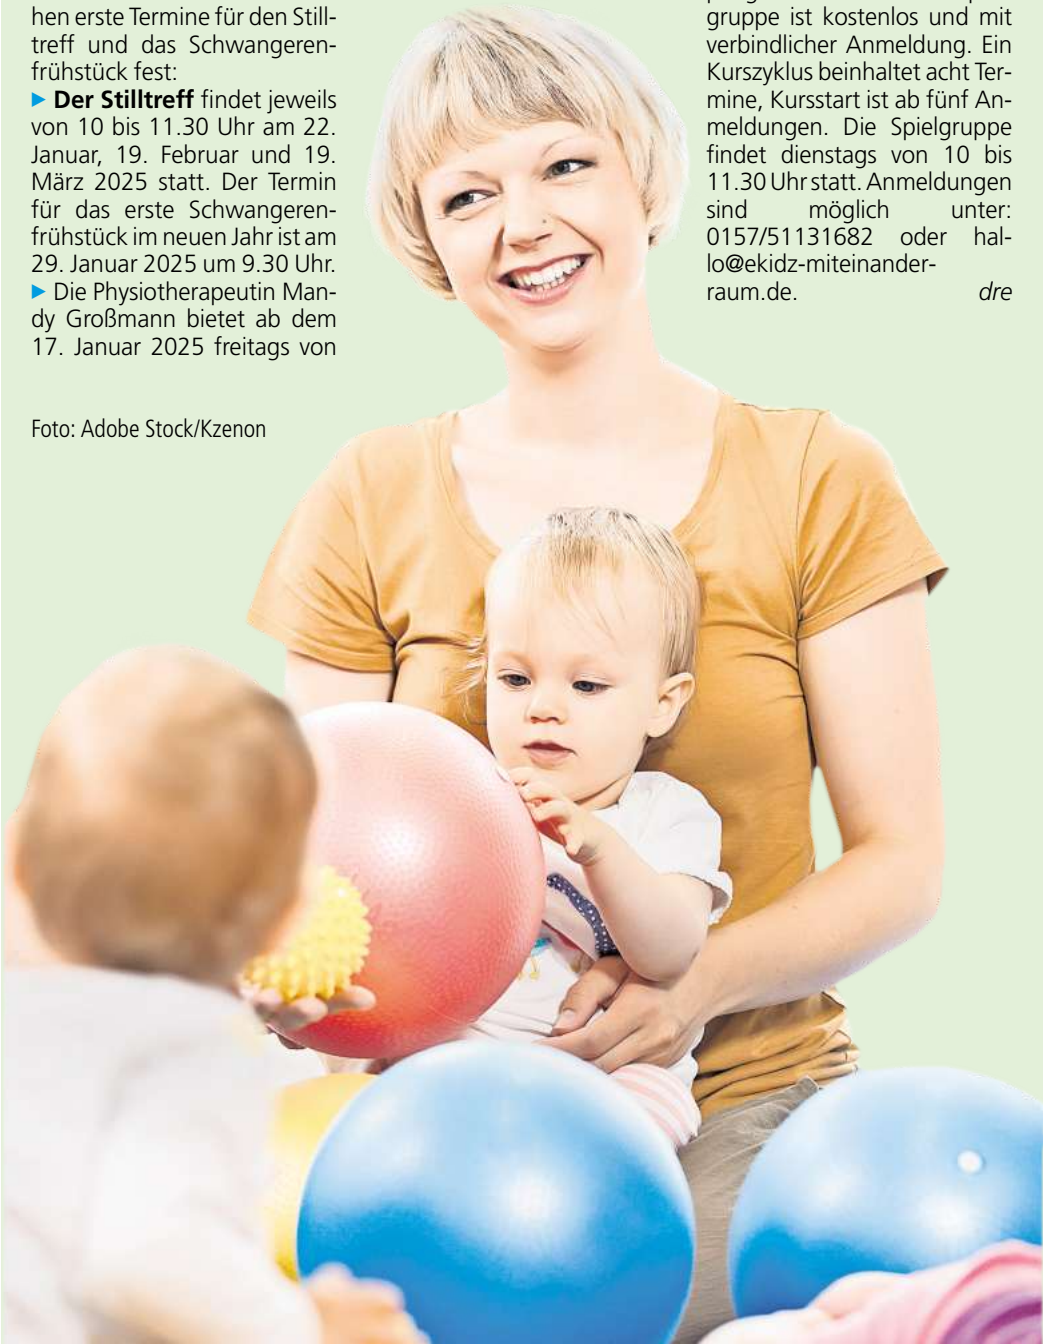 hen erste Termine für den Still-
treff und das Schwangeren-
frühstück fest:
► Der Stilltreff findet jeweils
von 10 bis 11.30 Uhr am 22.
Januar, 19. Februar und 19.
März 2025 statt. Der Termin
für das erste Schwangeren-
frühstück im neuen Jahr ist am
29. Januar 2025 um 9.30 Uhr.
► Die Physiotherapeutin Man-
dy Großmann bietet ab dem
17. Januar 2025 freitags von
Foto: Adobe Stock/Kzenon
gruppe ist kostenlos und mit
verbindlicher Anmeldung. Ein
Kurszyklus beinhaltet acht Ter-
mine, Kursstart ist ab fünf An-
meldungen. Die Spielgruppe
findet dienstags von 10 bis
11.30 Uhr statt. Anmeldungen
sind möglich unter:
0157/51131682 oder hal-
lo@ekidz-miteinander-
raum.de. dre